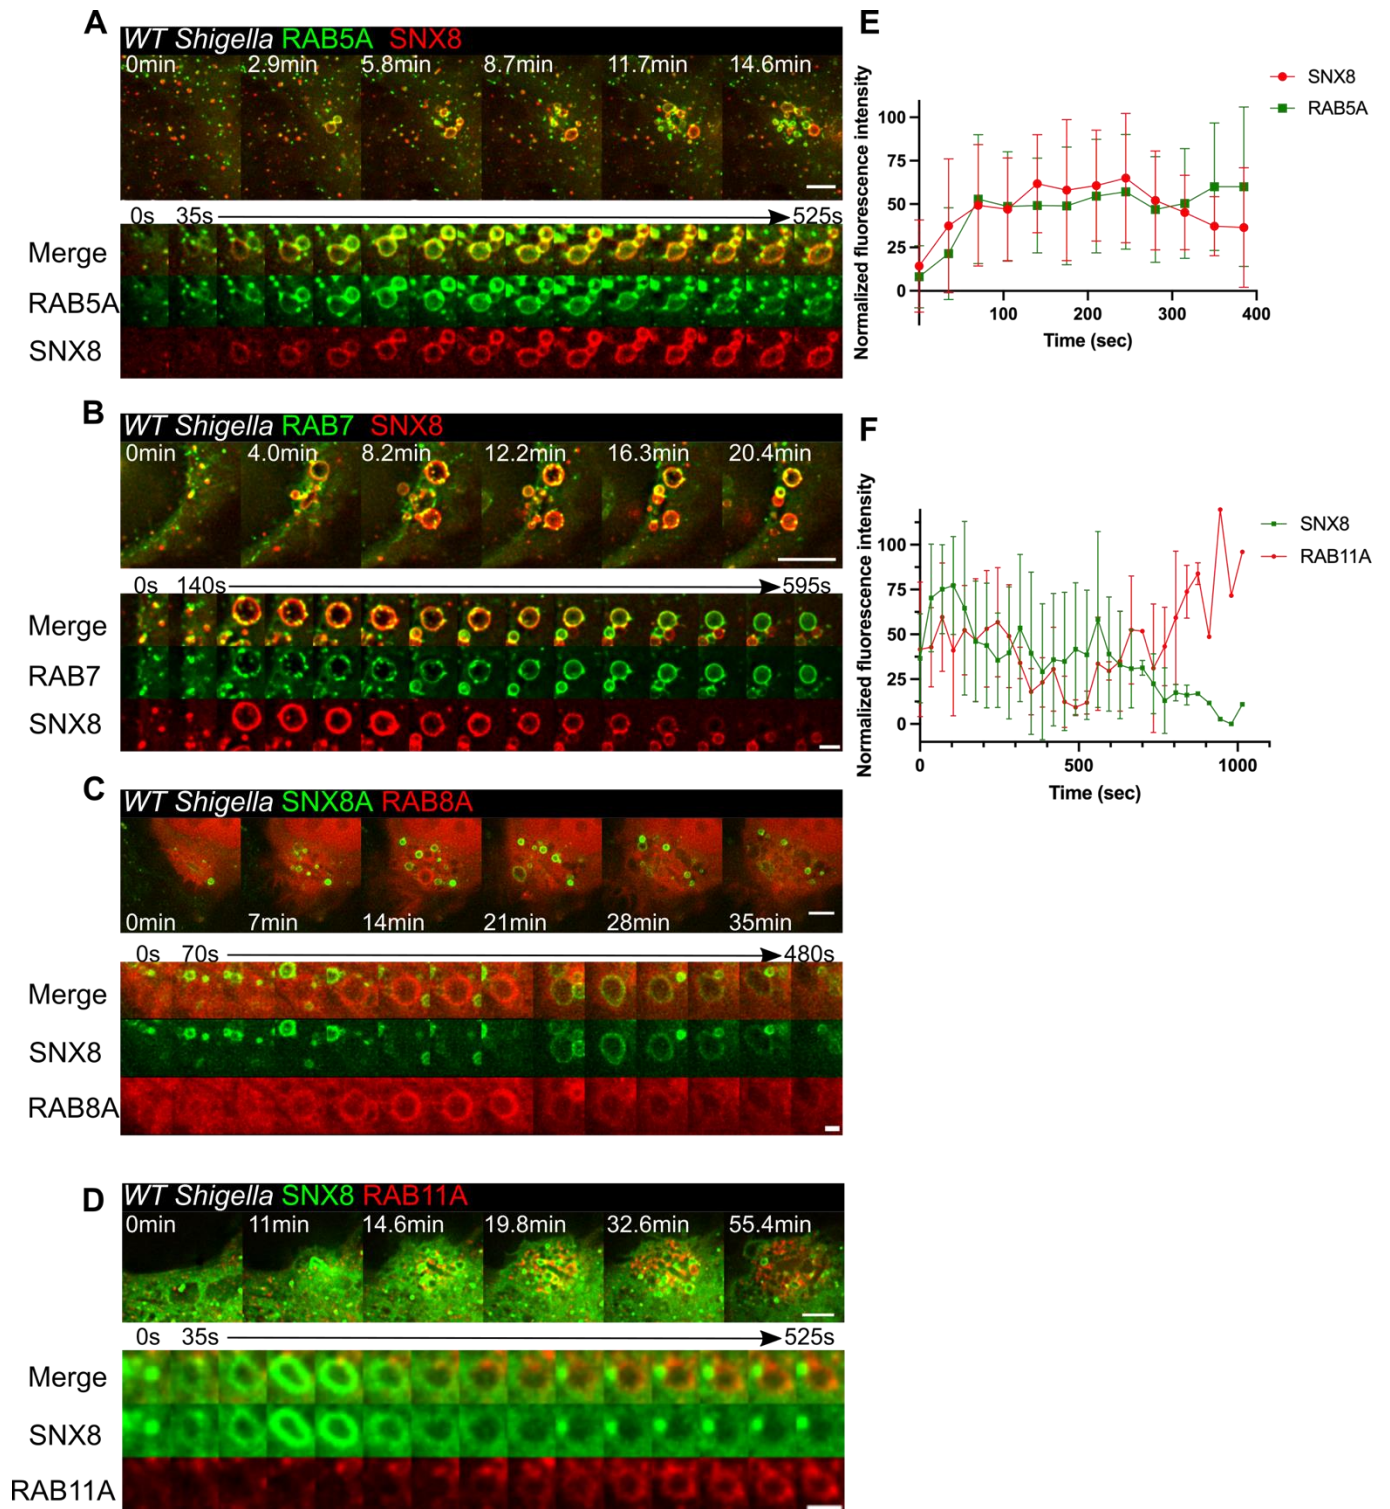 A
WT Shigella RAB5A SNX8
0min 2.9min 5.8min 8.7min 11.7min 14.6min
0s 35s 525s
Merge
RAB5A
SNX8
B
WT Shigella RAB7 SNX8
0min 4.0min 8.2min 12.2min 16.3min 20.4min
0s 140s 595s
Merge
RAB7
SNX8
C
WT Shigella SNX8A RAB8A
0min 7min 14min 21min 28min 35min
0s 70s 480s
Merge
SNX8
RAB8A
D
WT Shigella SNX8 RAB11A
0min 11min 14.6min 19.8min 32.6min 55.4min
0s 35s 525s
Merge
SNX8
RAB11A
E
SNX8
RAB5A
Normalized fluorescence intensity
100
75
50
25
0
100 200 300 400
Time (sec)
F
SNX8
RAB11A
Normalized fluorescence intensity
100
75
50
25
0
0 500 1000
Time (sec)